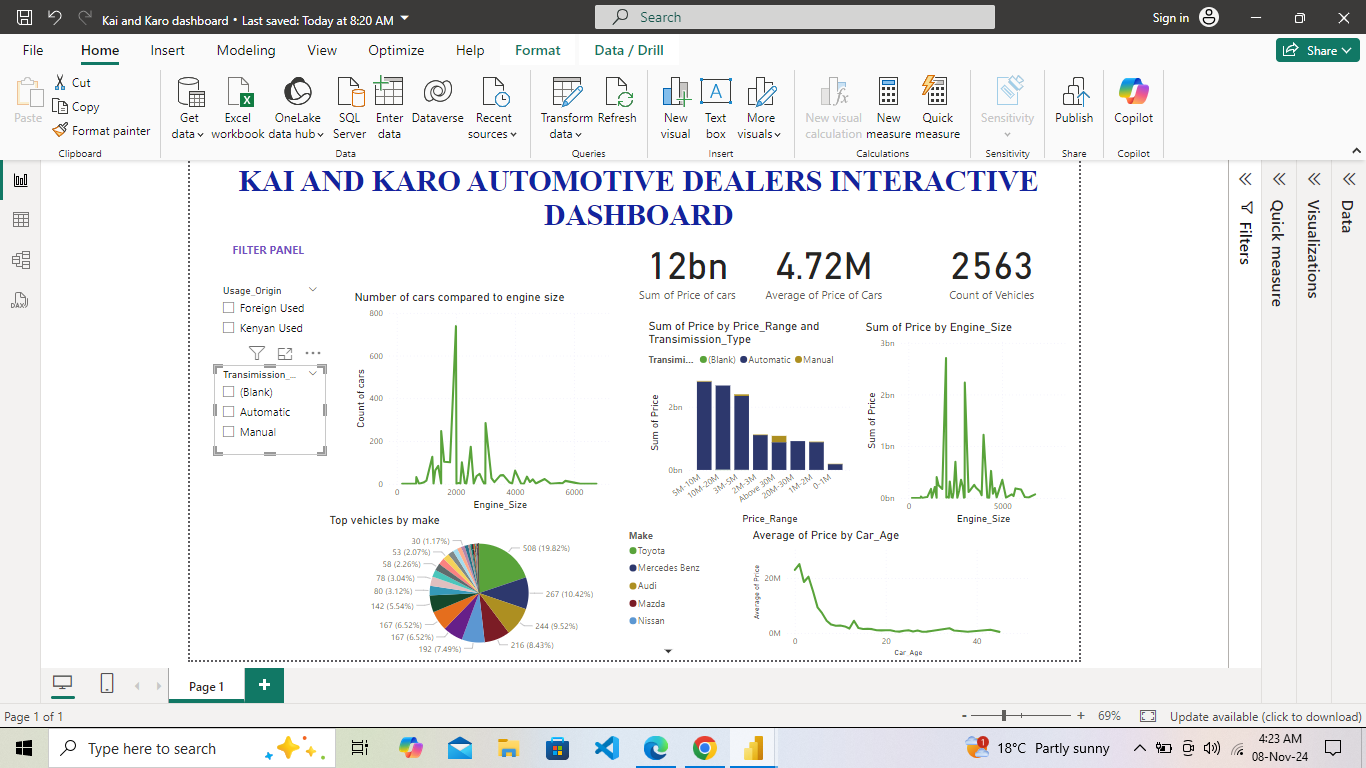 Kai and Karo dashboard • Last saved: Today at 8:20 AM
Search
Sign in
File
Home
Insert
Modeling
View
Optimize
Help
Format
Data / Drill
Share
Paste
Cut
Copy
Format painter
Clipboard
Get
data
Excel
workbook
OneLake
data hub
SQL
Server
Enter
data
Dataverse
Recent
sources
Data
Transform
data
Refresh
Queries
New
visual
Text
box
More
visuals
Insert
New visual
calculation
New
measure
Quick
measure
Calculations
Sensitivity
Sensitivity
Publish
Share
Copilot
Copilot
KAI AND KARO AUTOMOTIVE DEALERS INTERACTIVE
DASHBOARD
FILTER PANEL
Usage_Origin
Foreign Used
Kenyan Used
Transimission_...
(Blank)
Automatic
Manual
12bn
Sum of Price of cars
4.72M
Average of Price of Cars
2563
Count of Vehicles
Number of cars compared to engine size
Count of cars
800
600
400
200
0
0
2000
4000
6000
Engine_Size
Sum of Price by Price_Range and
Transimission_Type
Transimi...
(Blank)
Automatic
Manual
Sum of Price
2bn
0bn
5M-10M
10M-20M
3M-5M
2M-3M
Above 30M
20M-30M
1M-2M
0-1M
Price_Range
Sum of Price by Engine_Size
Sum of Price
3bn
2bn
1bn
0bn
0
5000
Engine_Size
Top vehicles by make
30 (1.17%)
53 (2.07%)
58 (2.26%)
78 (3.04%)
80 (3.12%)
142 (5.54%)
167 (6.52%)
167 (6.52%)
192 (7.49%)
508 (19.82%)
267 (10.42%)
244 (9.52%)
216 (8.43%)
Make
Toyota
Mercedes Benz
Audi
Mazda
Nissan
Average of Price by Car_Age
Average of Price
20M
0M
0
20
40
Car_Age
Filters
Quick measure
Visualizations
Data
DAX
Page 1
Page 1 of 1
69%
Update available (click to download)
Type here to search
1
18°C Partly sunny
4:23 AM
08-Nov-24